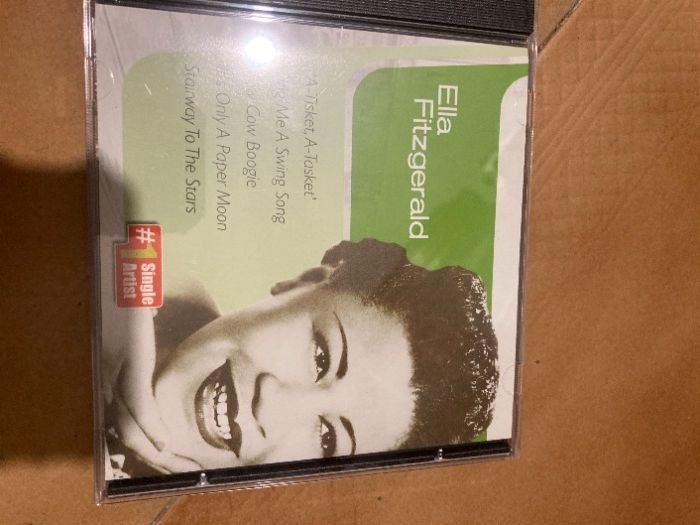 Ella
Fitzgerald
'A-Tisket, A-Tasket'
Me A Swing Song
Cow Boogie
Only A Paper Moon
Stairway To The Stars
#1 Single
Artist